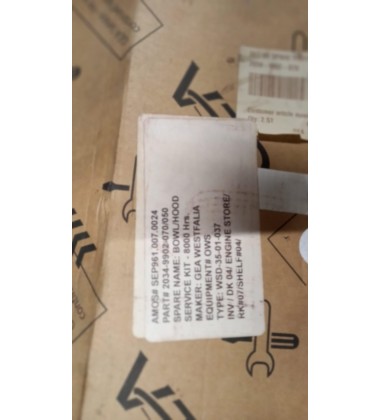 AMOS# SEP961.007.0024
PART# 2034-9902-070/050
SPARE NAME: BOWL/HOOD
SERVICE KIT - 8000 Hrs.
MAKER: GEA WESTFALIA
EQUIPMENT# OWS
TYPE: WSD-35-01-037
INV / DK 04/ ENGINE STORE/
RK#07/SHELF#04/